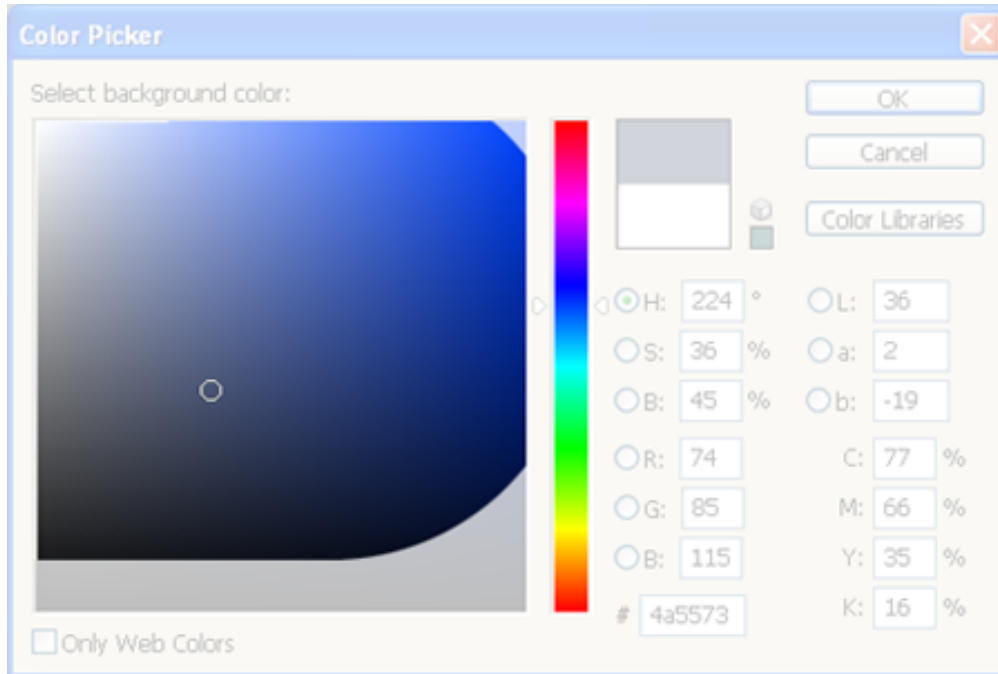 Color Picker
Select background color:
OK
Cancel
Color Libraries
H: 224 °
L: 36
S: 36 %
a: 2
B: 45 %
b: -19
R: 74
C: 77 %
G: 85
M: 66 %
B: 115
Y: 35 %
# 4a5573
K: 16 %
Only Web Colors